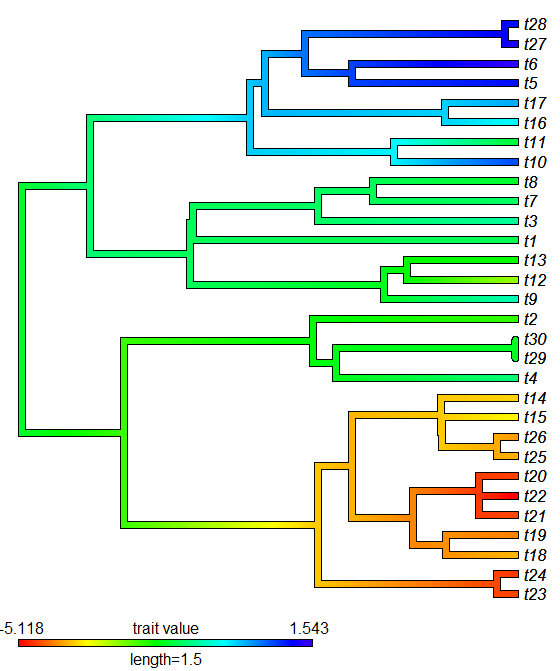 t28
t27
t6
t5
t17
t16
t11
t10
t8
t7
t3
t1
t13
t12
t9
t2
t30
t29
t4
t14
t15
t26
t25
t20
t22
t21
t19
t18
t24
t23
-5.118 trait value 1.543
length=1.5